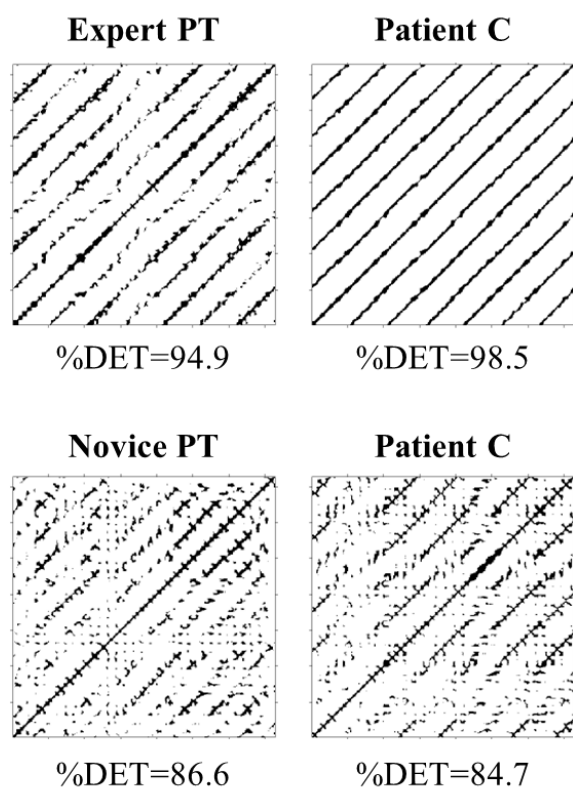 Expert PT Patient C
%DET=94.9 %DET=98.5
Novice PT Patient C
%DET=86.6 %DET=84.7